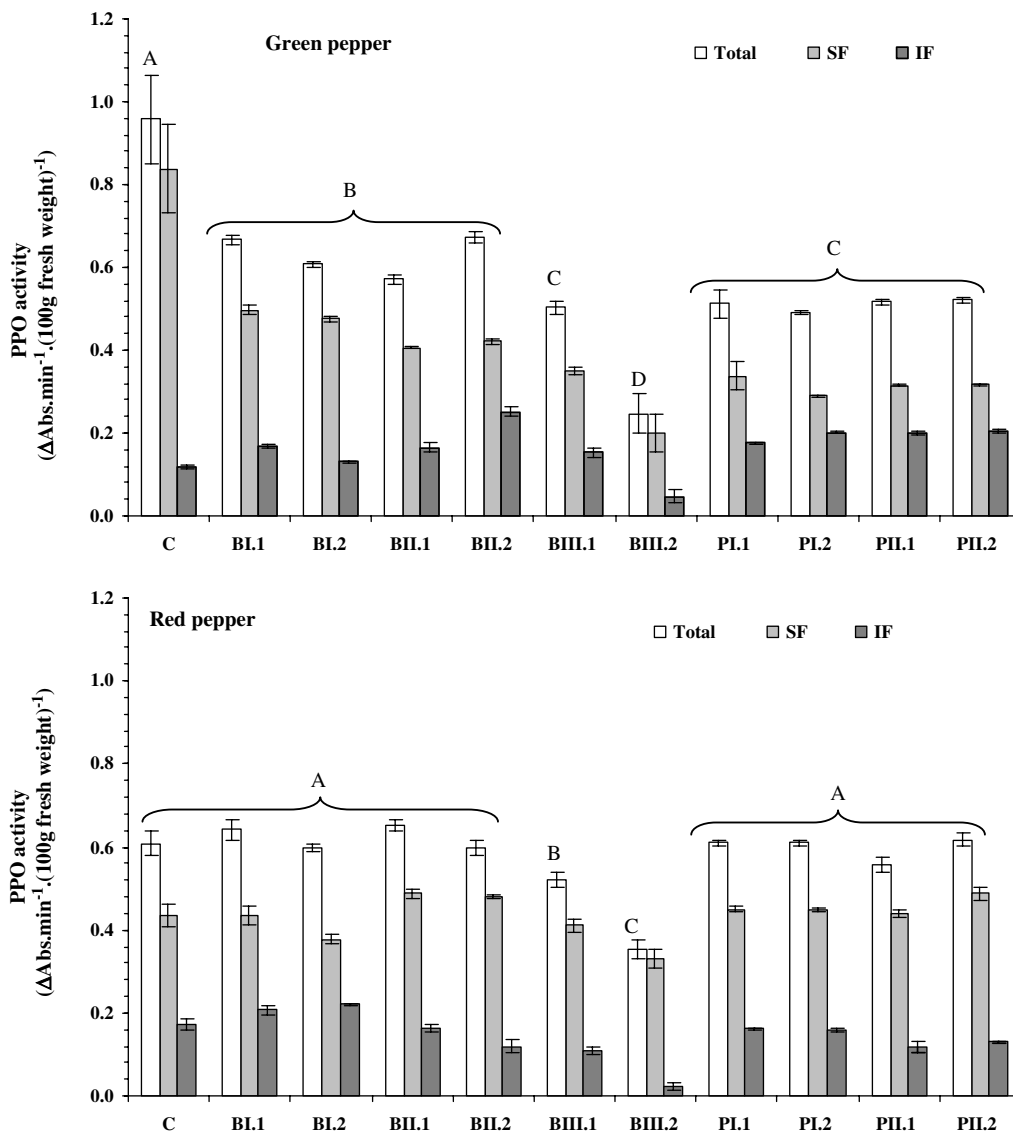 Green pepper
Total SF IF
PPO activity
(ΔAbs.min⁻¹.(100g fresh weight)⁻¹)
1.2
1.0
0.8
0.6
0.4
0.2
0.0
A
B
C
D
C
C BI.1 BI.2 BII.1 BII.2 BIII.1 BIII.2 PI.1 PI.2 PII.1 PII.2
Red pepper
Total SF IF
PPO activity
(ΔAbs.min⁻¹.(100g fresh weight)⁻¹)
1.2
1.0
0.8
0.6
0.4
0.2
0.0
A
B
C
A
C BI.1 BI.2 BII.1 BII.2 BIII.1 BIII.2 PI.1 PI.2 PII.1 PII.2